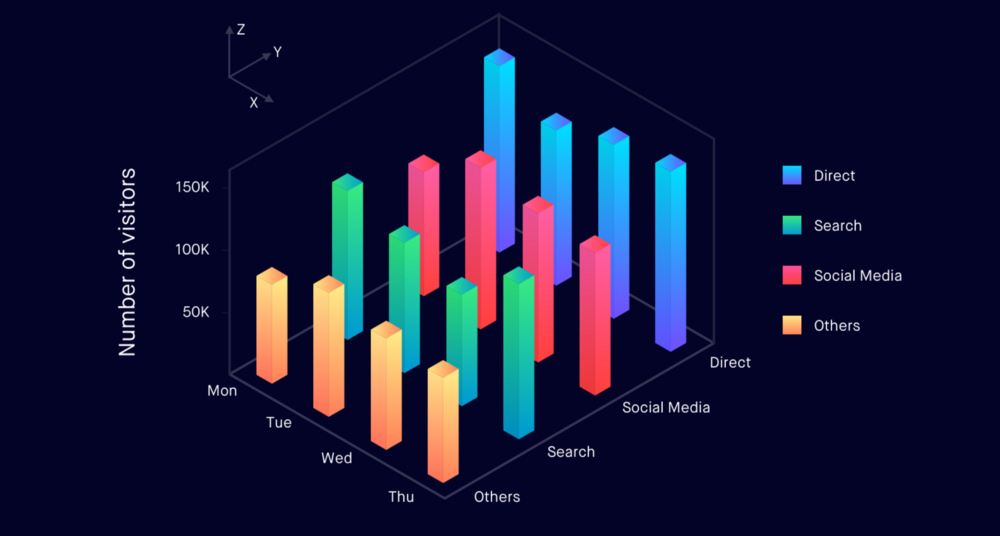 Z
Y
X
Number of visitors
150K
100K
50K
Mon
Tue
Wed
Thu
Others
Search
Social Media
Direct
Direct
Search
Social Media
Others